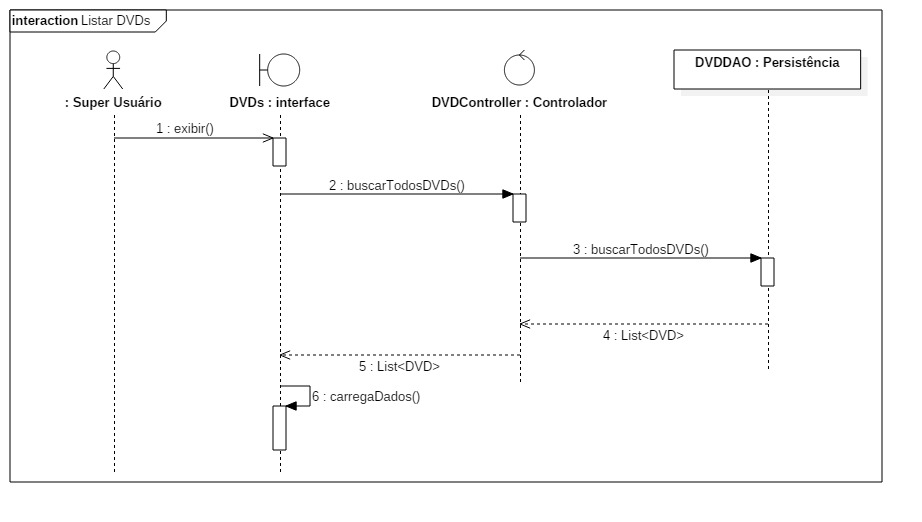 interaction Listar DVDs
: Super Usuário
DVDs : interface
DVDController : Controlador
DVDDAO : Persistência
1 : exibir()
2 : buscarTodosDVDs()
3 : buscarTodosDVDs()
4 : List<DVD>
5 : List<DVD>
6 : carregaDados()